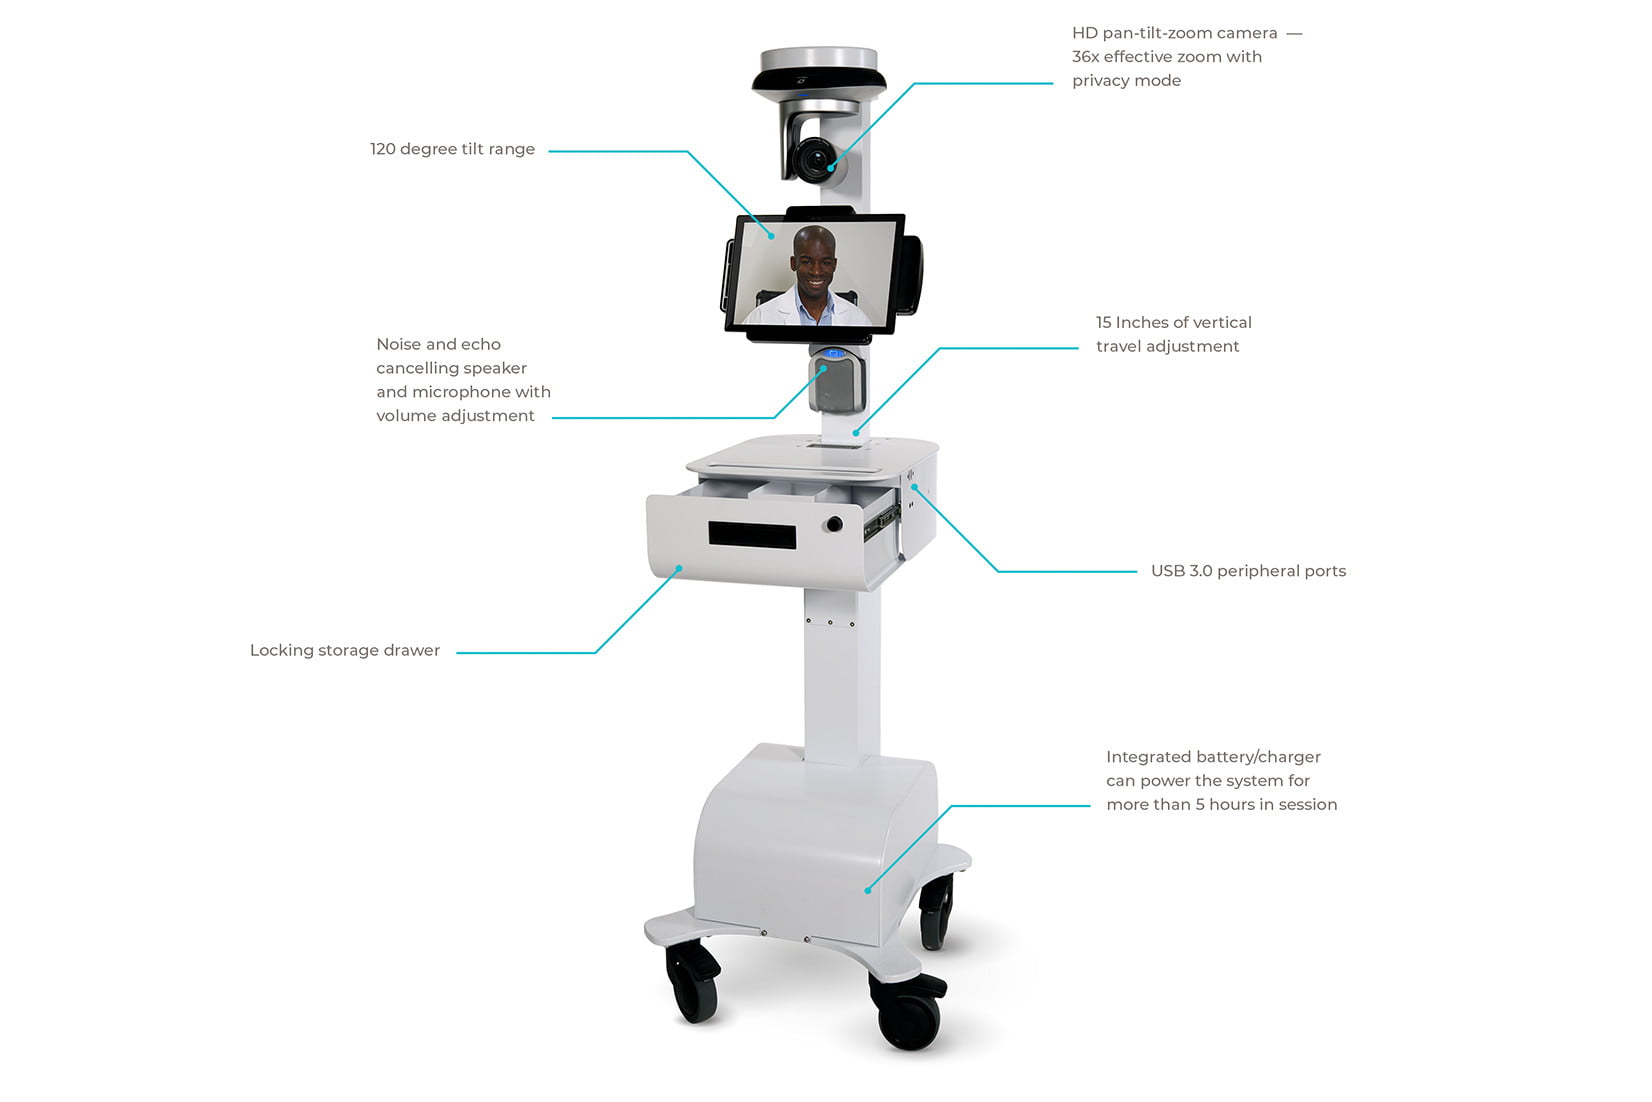 HD pan-tilt-zoom camera —
36x effective zoom with
privacy mode
120 degree tilt range
15 Inches of vertical
travel adjustment
Noise and echo
cancelling speaker
and microphone with
volume adjustment
USB 3.0 peripheral ports
Locking storage drawer
Integrated battery/charger
can power the system for
more than 5 hours in session